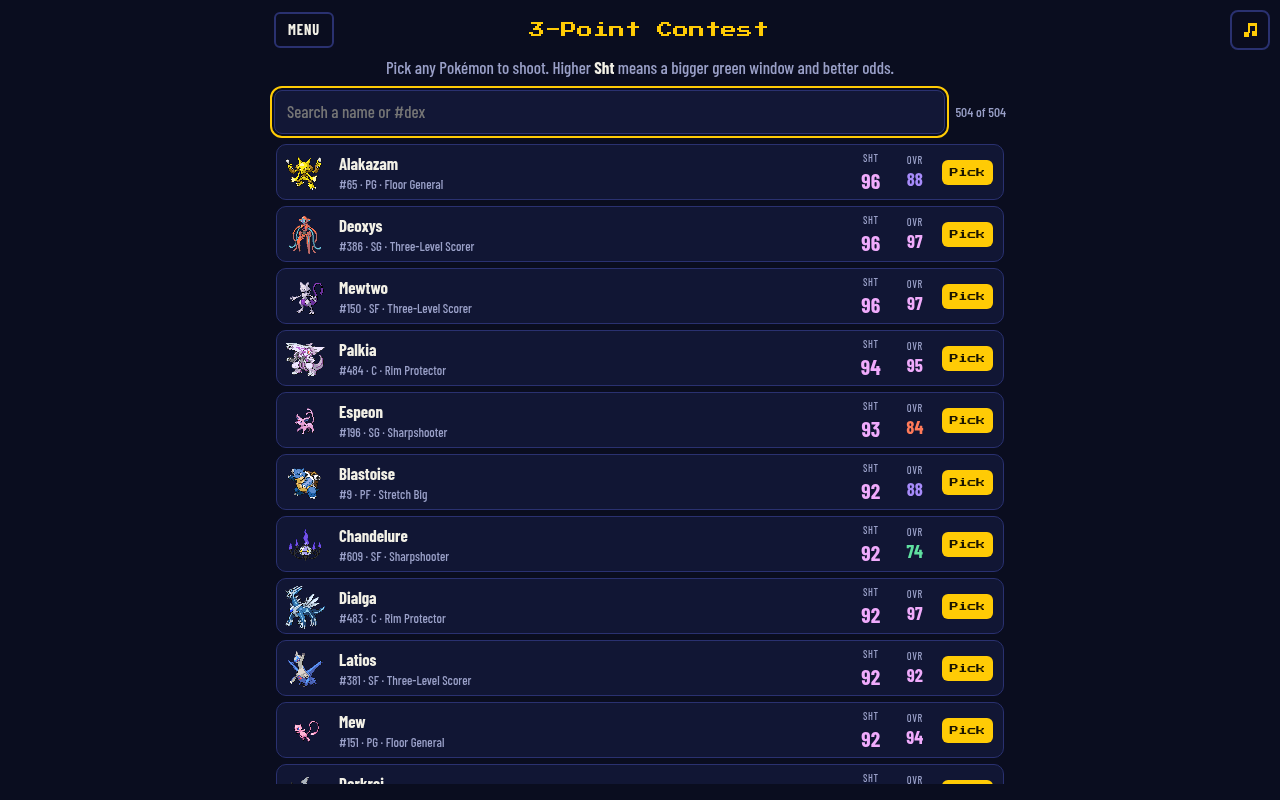 MENU
3-Point Contest
Pick any Pokémon to shoot. Higher Sht means a bigger green window and better odds.
Search a name or #dex
504 of 504
Alakazam
#65 · PG · Floor General
SHT
96
OVR
88
Pick
Deoxys
#386 · SG · Three-Level Scorer
SHT
96
OVR
97
Pick
Mewtwo
#150 · SF · Three-Level Scorer
SHT
96
OVR
97
Pick
Palkia
#484 · C · Rim Protector
SHT
94
OVR
95
Pick
Espeon
#196 · SG · Sharpshooter
SHT
93
OVR
84
Pick
Blastoise
#9 · PF · Stretch Big
SHT
92
OVR
88
Pick
Chandelure
#609 · SF · Sharpshooter
SHT
92
OVR
74
Pick
Dialga
#483 · C · Rim Protector
SHT
92
OVR
97
Pick
Latios
#381 · SF · Three-Level Scorer
SHT
92
OVR
92
Pick
Mew
#151 · PG · Floor General
SHT
92
OVR
94
Pick
Darkrai
SHT
OVR